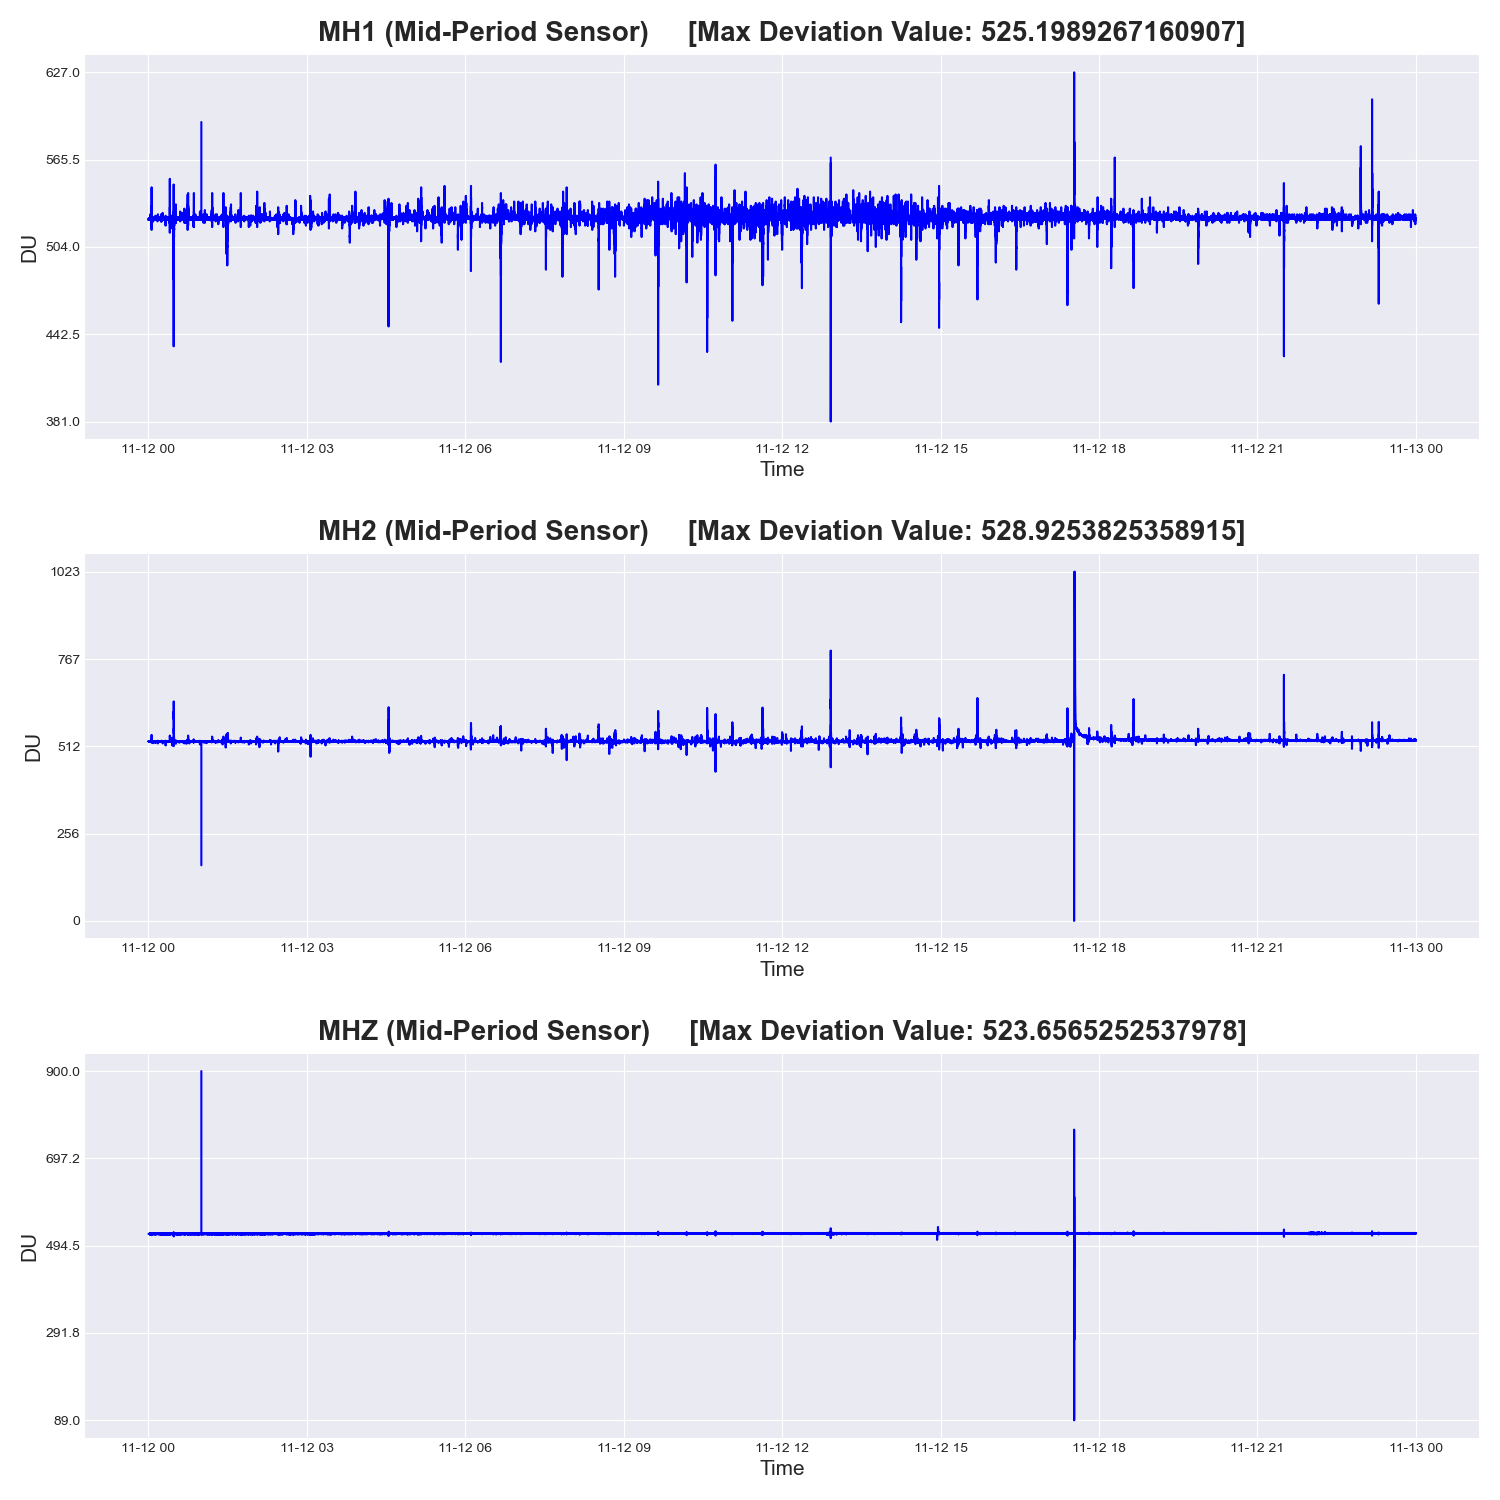 MH1 (Mid-Period Sensor) [Max Deviation Value: 525.1989267160907]
627.0
565.5
504.0
442.5
381.0
DU
11-12 00 11-12 03 11-12 06 11-12 09 11-12 12 11-12 15 11-12 18 11-12 21 11-13 00
Time
MH2 (Mid-Period Sensor) [Max Deviation Value: 528.9253825358915]
1023
767
512
256
0
DU
11-12 00 11-12 03 11-12 06 11-12 09 11-12 12 11-12 15 11-12 18 11-12 21 11-13 00
Time
MHZ (Mid-Period Sensor) [Max Deviation Value: 523.6565252537978]
900.0
697.2
494.5
291.8
89.0
DU
11-12 00 11-12 03 11-12 06 11-12 09 11-12 12 11-12 15 11-12 18 11-12 21 11-13 00
Time